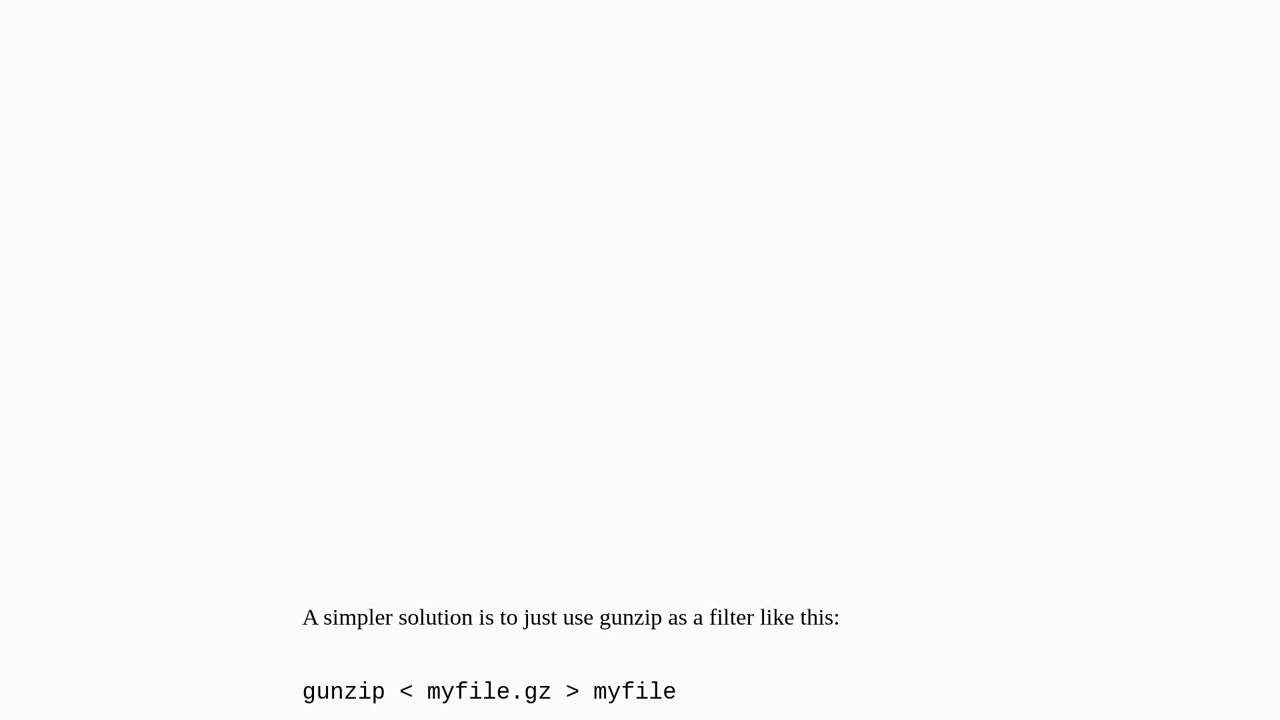 A simpler solution is to just use gunzip as a filter like this:
gunzip < myfile.gz > myfile